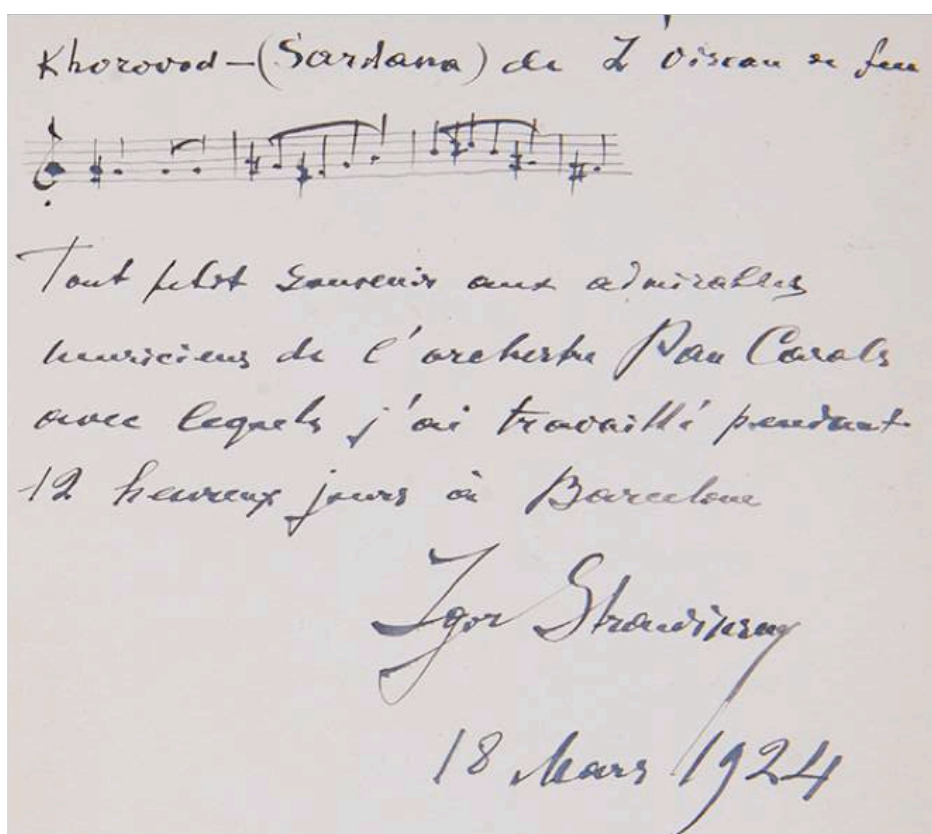 Khorovod – (Sardana) de L'oiseau de feu
Tout petit souvenir aux admirables
musiciens de l'orchestre Pau Casals
avec lequels j'ai travaillé pendant
12 heureux jours à Barcelone
Igor Strawinsky
18 Mars 1924